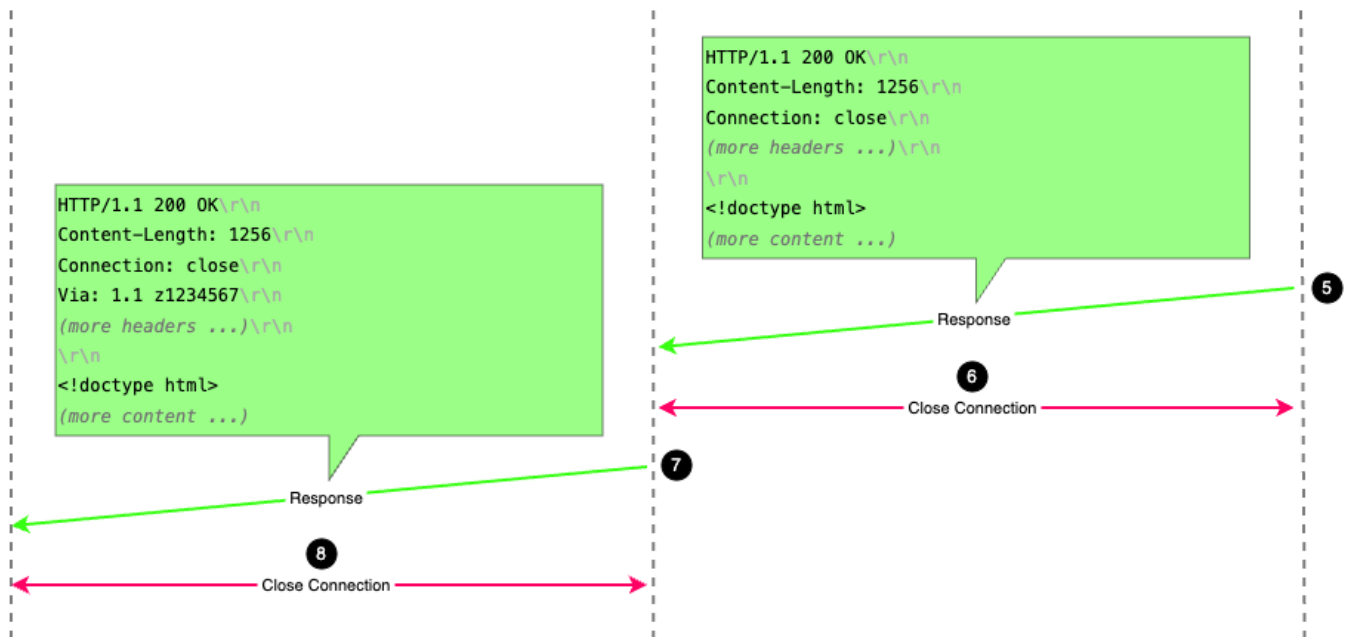 HTTP/1.1 200 OK\r\n
Content-Length: 1256\r\n
Connection: close\r\n
(more headers ...)\r\n
\r\n
<!doctype html>
(more content ...)
5
Response
6
Close Connection
HTTP/1.1 200 OK\r\n
Content-Length: 1256\r\n
Connection: close\r\n
Via: 1.1 z1234567\r\n
(more headers ...)\r\n
\r\n
<!doctype html>
(more content ...)
7
Response
8
Close Connection